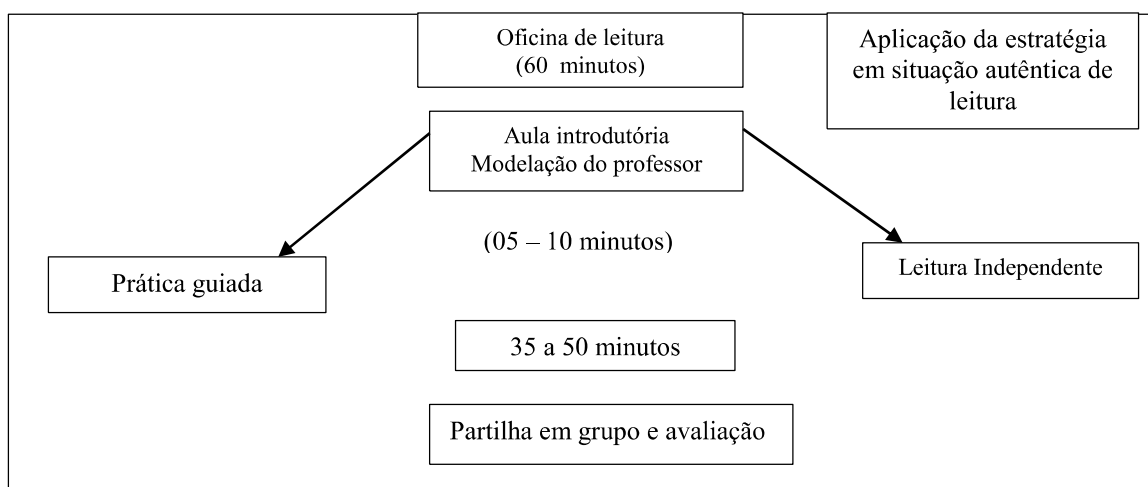 Oficina de leitura
(60 minutos)
Aplicação da estratégia
em situação autêntica de
leitura
Aula introdutória
Modelação do professor
(05 – 10 minutos)
Prática guiada
Leitura Independente
35 a 50 minutos
Partilha em grupo e avaliação